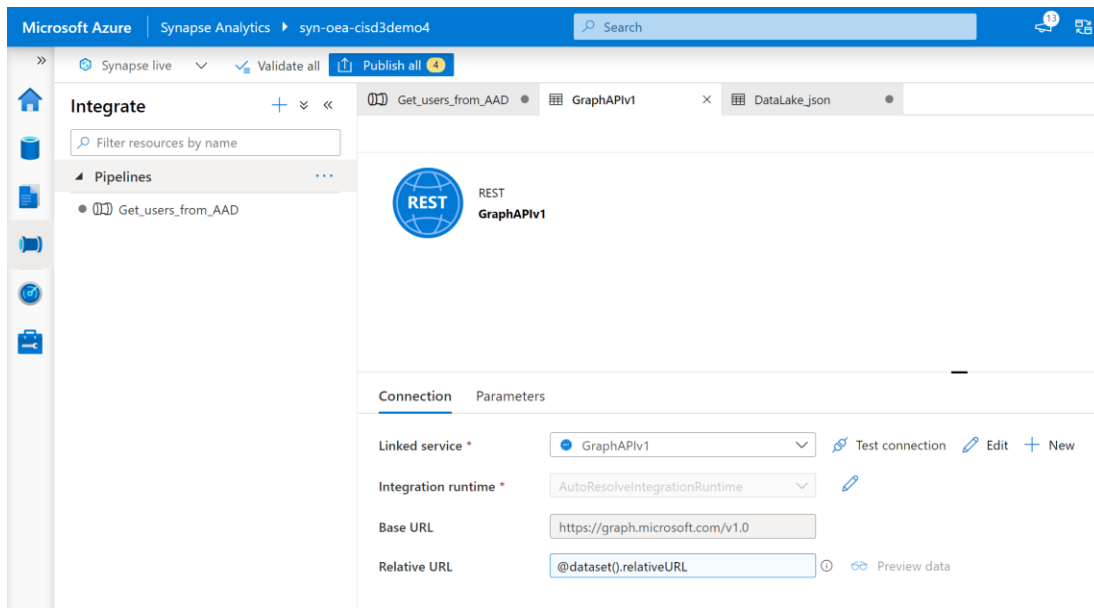 Microsoft Azure
Synapse Analytics
syn-oea-cisd3demo4
Search
13
Synapse live
Validate all
Publish all
4
Integrate
Filter resources by name
Pipelines
Get_users_from_AAD
Get_users_from_AAD
GraphAPIv1
DataLake_json
REST
REST
GraphAPIv1
Connection
Parameters
Linked service *
GraphAPIv1
Test connection
Edit
New
Integration runtime *
AutoResolveIntegrationRuntime
Base URL
https://graph.microsoft.com/v1.0
Relative URL
@dataset().relativeURL
Preview data